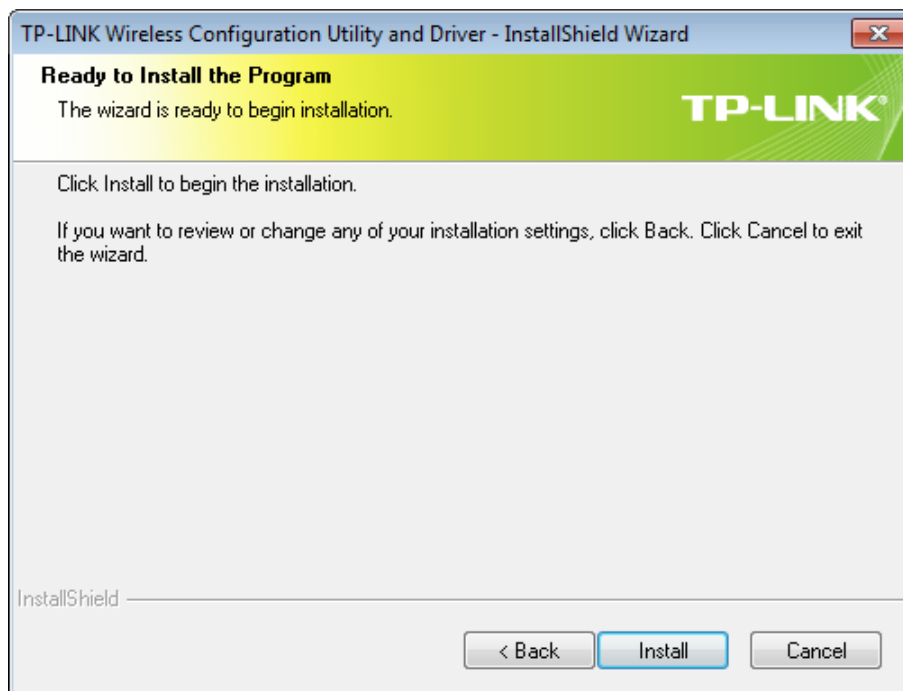 TP-LINK Wireless Configuration Utility and Driver - InstallShield Wizard
Ready to Install the Program
The wizard is ready to begin installation.
TP-LINK®
Click Install to begin the installation.
If you want to review or change any of your installation settings, click Back. Click Cancel to exit
the wizard.
InstallShield
< Back
Install
Cancel